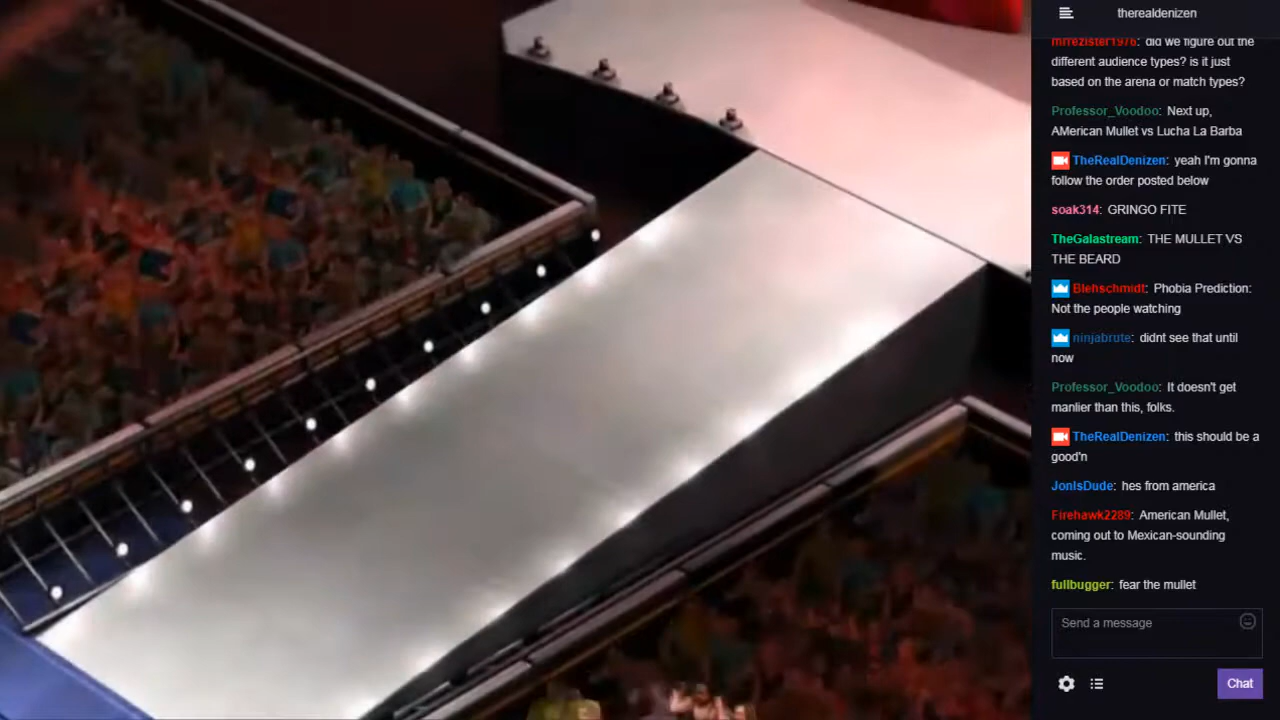 therealdenizen
mrrezister1976: did we figure out the
different audience types? is it just
based on the arena or match types?
Professor_Voodoo: Next up,
AMerican Mullet vs Lucha La Barba
TheRealDenizen: yeah I'm gonna
follow the order posted below
soak314: GRINGO FITE
TheGalastream: THE MULLET VS
THE BEARD
Blehschmidt: Phobia Prediction:
Not the people watching
ninjabrute: didnt see that until
now
Professor_Voodoo: It doesn't get
manlier than this, folks.
TheRealDenizen: this should be a
good'n
JonIsDude: hes from america
Firehawk2289: American Mullet,
coming out to Mexican-sounding
music.
fullbugger: fear the mullet
Send a message
Chat